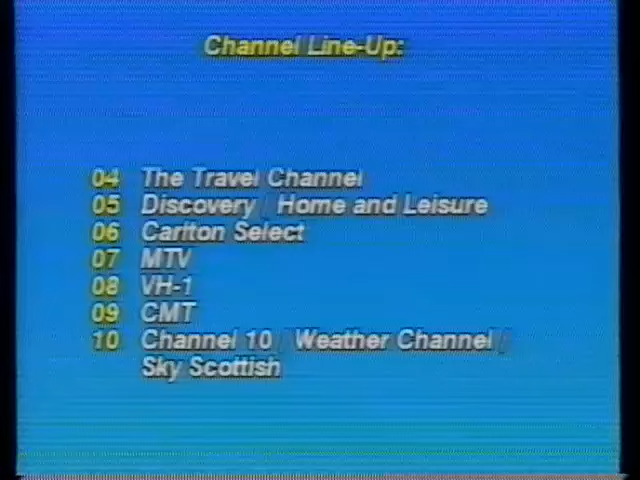 Channel Line-Up:
04 The Travel Channel
05 Discovery / Home and Leisure
06 Carlton Select
07 MTV
08 VH-1
09 CMT
10 Channel 10 / Weather Channel /
Sky Scottish